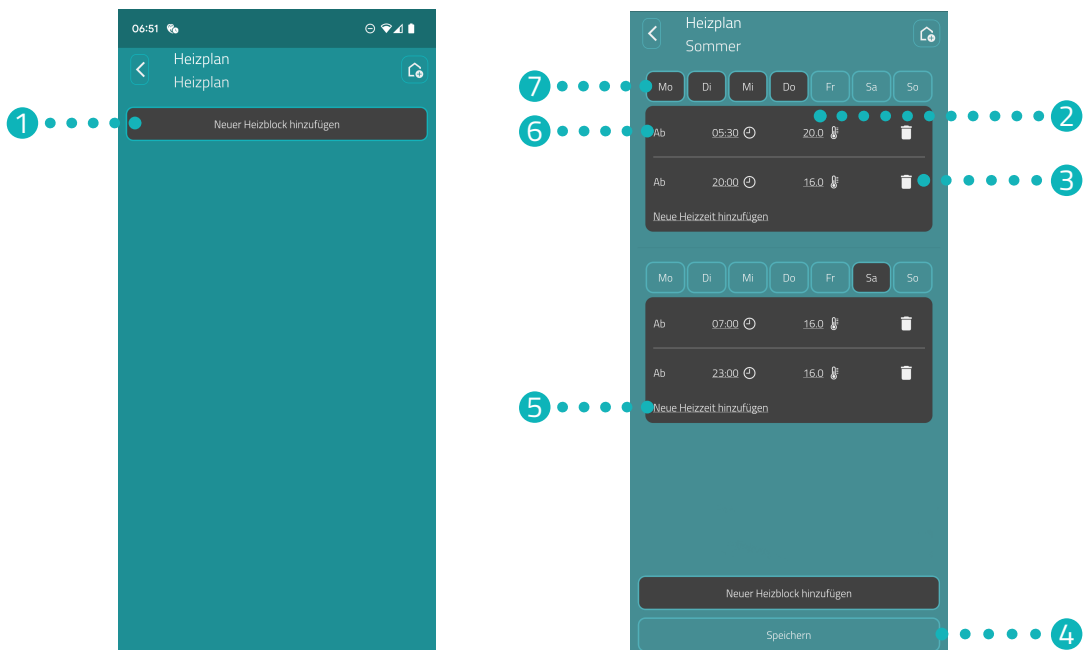 06:51
Heizplan
Heizplan
1
Neuer Heizblock hinzufügen
Heizplan
Sommer
7
Mo Di Mi Do Fr Sa So
2
6
Ab 05:30 20.0
3
Ab 20:00 16.0
Neue Heizzeit hinzufügen
Mo Di Mi Do Fr Sa So
Ab 07:00 16.0
Ab 23:00 16.0
5
Neue Heizzeit hinzufügen
Neuer Heizblock hinzufügen
Speichern
4